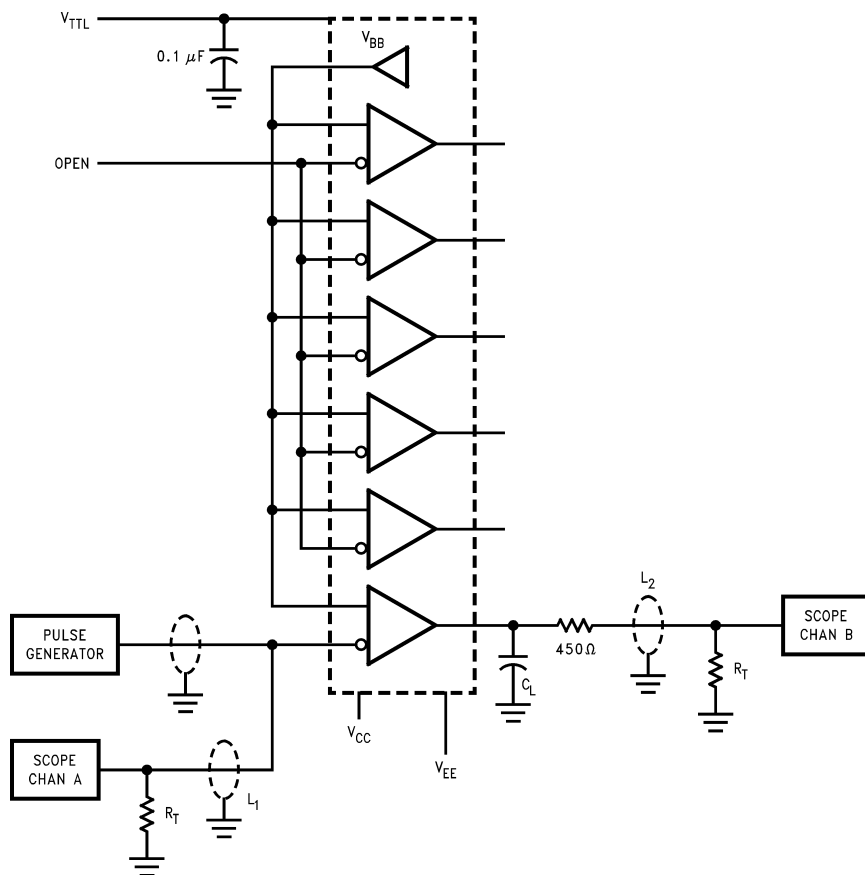 V_TTL
0.1 μF
V_BB
OPEN
PULSE
GENERATOR
SCOPE
CHAN A
R_T
L_1
V_CC
V_EE
C_L
450Ω
L_2
R_T
SCOPE
CHAN B